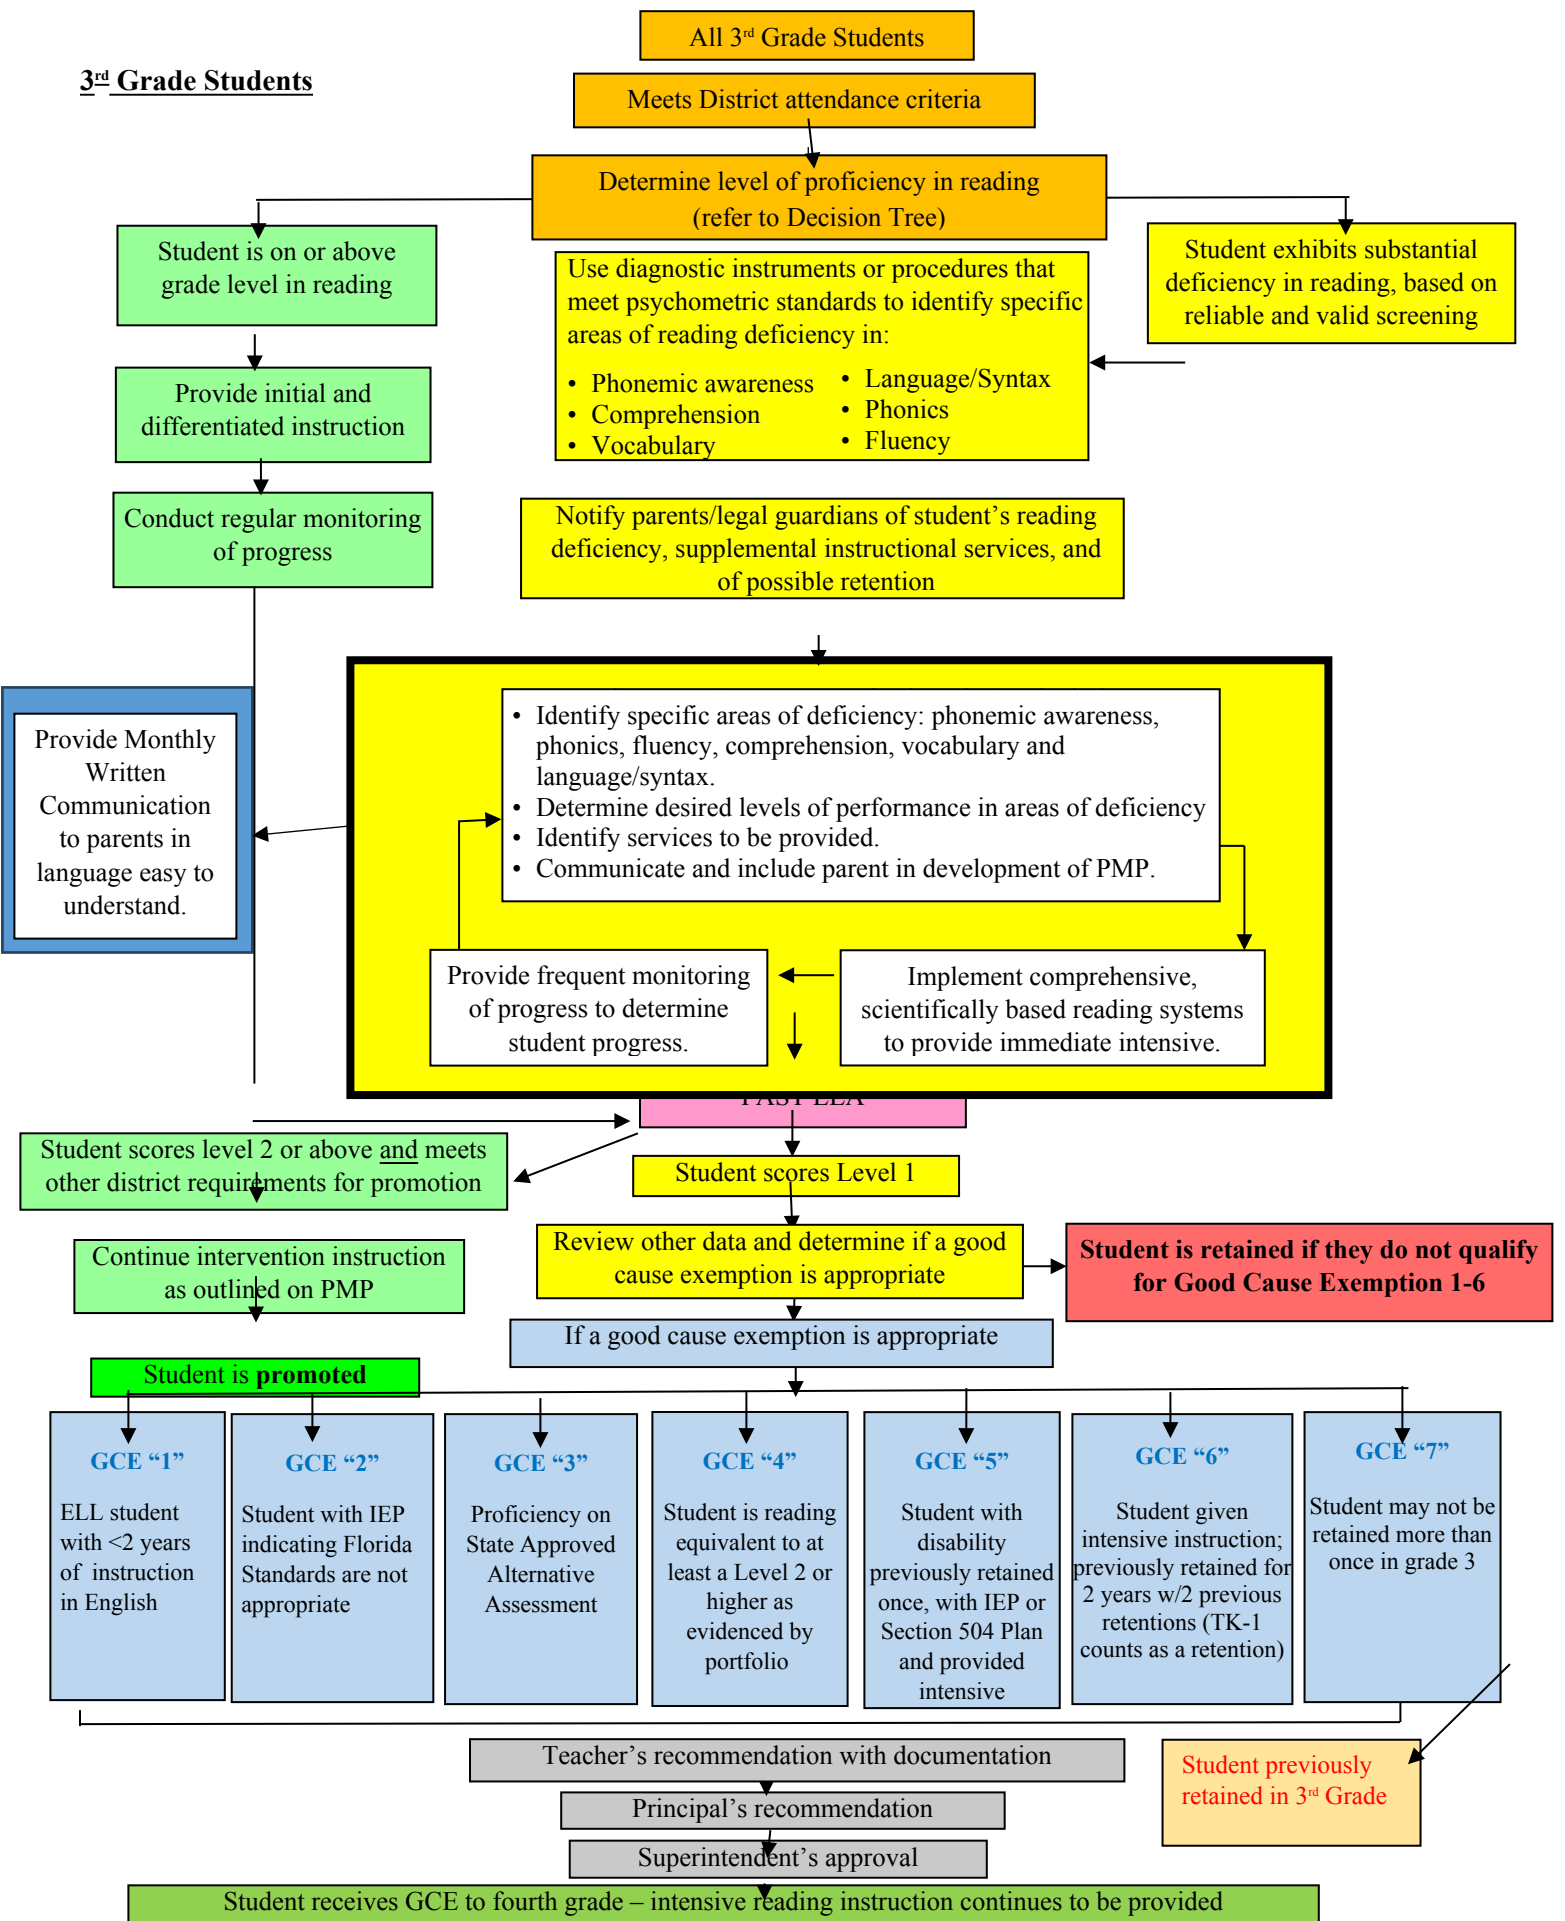 All 3rd Grade Students
3rd Grade Students
Meets District attendance criteria
Determine level of proficiency in reading
(refer to Decision Tree)
Student is on or above
grade level in reading
Student exhibits substantial
deficiency in reading, based on
reliable and valid screening
Use diagnostic instruments or procedures that
meet psychometric standards to identify specific
areas of reading deficiency in:
• Phonemic awareness
• Comprehension
• Vocabulary
• Language/Syntax
• Phonics
• Fluency
Provide initial and
differentiated instruction
Conduct regular monitoring
of progress
Notify parents/legal guardians of student’s reading
deficiency, supplemental instructional services, and
of possible retention
Provide Monthly
Written
Communication
to parents in
language easy to
understand.
• Identify specific areas of deficiency: phonemic awareness,
phonics, fluency, comprehension, vocabulary and
language/syntax.
• Determine desired levels of performance in areas of deficiency
• Identify services to be provided.
• Communicate and include parent in development of PMP.
Provide frequent monitoring
of progress to determine
student progress.
Implement comprehensive,
scientifically based reading systems
to provide immediate intensive.
Student scores level 2 or above and meets
other district requirements for promotion
Student scores Level 1
Continue intervention instruction
as outlined on PMP
Review other data and determine if a good
cause exemption is appropriate
Student is retained if they do not qualify
for Good Cause Exemption 1-6
If a good cause exemption is appropriate
Student is promoted
GCE “1”
ELL student
with <2 years
of instruction
in English
GCE “2”
Student with IEP
indicating Florida
Standards are not
appropriate
GCE “3”
Proficiency on
State Approved
Alternative
Assessment
GCE “4”
Student is reading
equivalent to at
least a Level 2 or
higher as
evidenced by
portfolio
GCE “5”
Student with
disability
previously retained
once, with IEP or
Section 504 Plan
and provided
intensive
GCE “6”
Student given
intensive instruction;
previously retained for
2 years w/2 previous
retentions (TK-1
counts as a retention)
GCE “7”
Student may not be
retained more than
once in grade 3
Teacher’s recommendation with documentation
Principal’s recommendation
Superintendent’s approval
Student previously
retained in 3rd Grade
Student receives GCE to fourth grade – intensive reading instruction continues to be provided